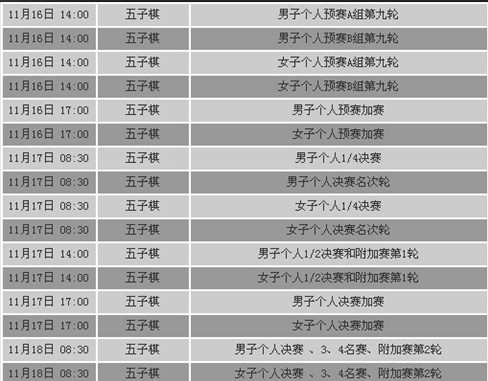 11月16日 14:00 五子棋 男子个人预赛A组第九轮
11月16日 14:00 五子棋 男子个人预赛B组第九轮
11月16日 14:00 五子棋 女子个人预赛A组第九轮
11月16日 14:00 五子棋 女子个人预赛B组第九轮
11月16日 17:00 五子棋 男子个人预赛加赛
11月16日 17:00 五子棋 女子个人预赛加赛
11月17日 08:30 五子棋 男子个人1/4决赛
11月17日 08:30 五子棋 男子个人决赛名次轮
11月17日 08:30 五子棋 女子个人1/4决赛
11月17日 08:30 五子棋 女子个人决赛名次轮
11月17日 14:00 五子棋 男子个人1/2决赛和附加赛第1轮
11月17日 14:00 五子棋 女子个人1/2决赛和附加赛第1轮
11月17日 17:00 五子棋 男子个人决赛加赛
11月17日 17:00 五子棋 女子个人决赛加赛
11月18日 08:30 五子棋 男子个人决赛 、3、4名赛、附加赛第2轮
11月18日 08:30 五子棋 女子个人决赛 、3、4名赛、附加赛第2轮